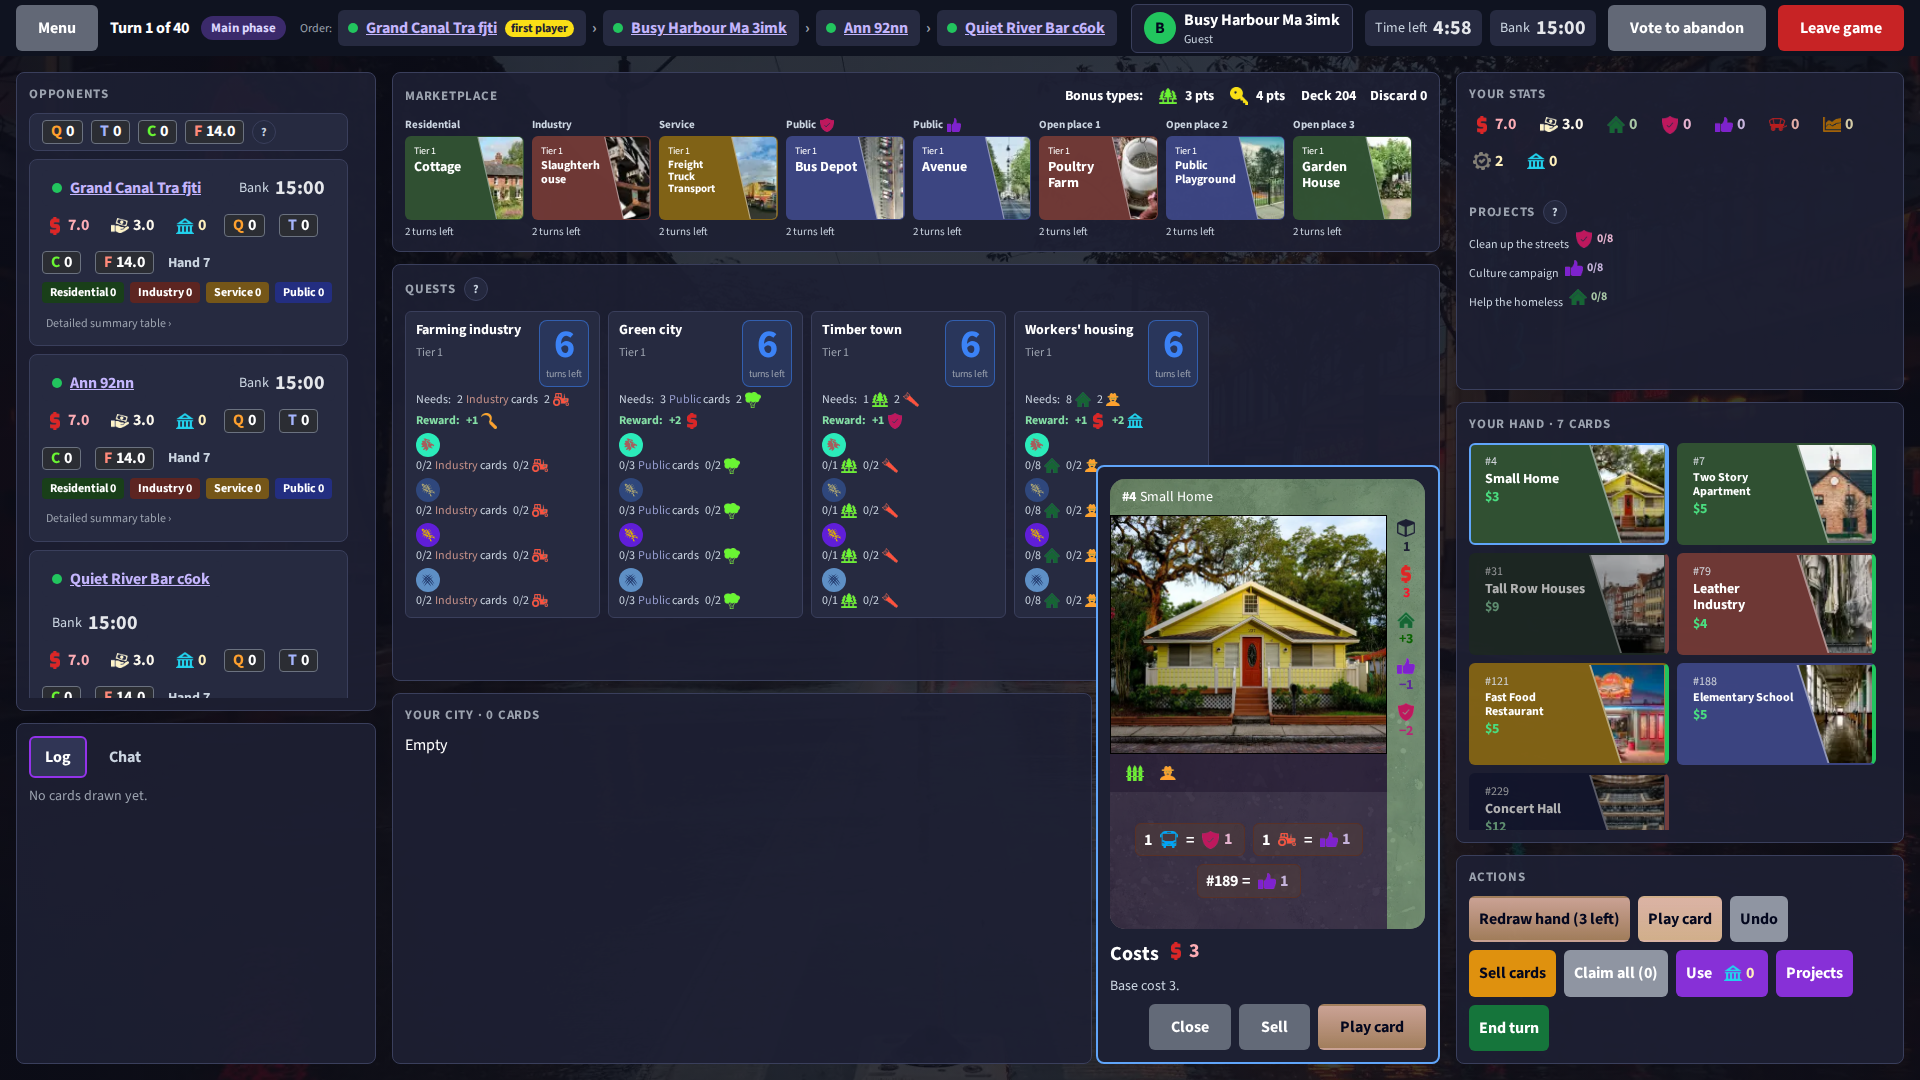 Menu
Turn 1 of 40
Main phase
Order:
Grand Canal Tra fjti first player › Busy Harbour Ma 3imk › Ann 92nn › Quiet River Bar c6ok
B
Busy Harbour Ma 3imk
Guest
Time left 4:58
Bank 15:00
Vote to abandon
Leave game
OPPONENTS
Q 0 T 0 C 0 F 14.0 ?
Grand Canal Tra fjti Bank 15:00
7.0 3.0 0 Q 0 T 0
C 0 F 14.0 Hand 7
Residential 0 Industry 0 Service 0 Public 0
Detailed summary table ›
Ann 92nn Bank 15:00
7.0 3.0 0 Q 0 T 0
C 0 F 14.0 Hand 7
Residential 0 Industry 0 Service 0 Public 0
Detailed summary table ›
Quiet River Bar c6ok
Bank 15:00
7.0 3.0 0 Q 0 T 0
C 0 F 14.0 Hand 7
Log Chat
No cards drawn yet.
MARKETPLACE
Bonus types: 3 pts 4 pts Deck 204 Discard 0
Residential
Tier 1
Cottage
2 turns left
Industry
Tier 1
Slaughterh
ouse
2 turns left
Service
Tier 1
Freight
Truck
Transport
2 turns left
Public
Tier 1
Bus Depot
2 turns left
Public
Tier 1
Avenue
2 turns left
Open place 1
Tier 1
Poultry
Farm
2 turns left
Open place 2
Tier 1
Public
Playground
2 turns left
Open place 3
Tier 1
Garden
House
2 turns left
QUESTS ?
Farming industry
Tier 1
6
turns left
Needs: 2 Industry cards 2
Reward: +1
0/2 Industry cards 0/2
0/2 Industry cards 0/2
0/2 Industry cards 0/2
0/2 Industry cards 0/2
Green city
Tier 1
6
turns left
Needs: 3 Public cards 2
Reward: +2
0/3 Public cards 0/2
0/3 Public cards 0/2
0/3 Public cards 0/2
0/3 Public cards 0/2
Timber town
Tier 1
6
turns left
Needs: 1 2
Reward: +1
0/1 0/2
0/1 0/2
0/1 0/2
0/1 0/2
Workers' housing
Tier 1
6
turns left
Needs: 8 2
Reward: +1 +2
0/8 0/2
0/8 0/2
0/8 0/2
0/8 0/2
YOUR CITY · 0 CARDS
Empty
#4 Small Home
1
3
+3
−1
−2
1 = 1 1 = 1
#189 = 1
Costs 3
Base cost 3.
Close Sell Play card
YOUR STATS
7.0 3.0 0 0 0 0 0
2 0
PROJECTS ?
Clean up the streets 0/8
Culture campaign 0/8
Help the homeless 0/8
YOUR HAND · 7 CARDS
#4
Small Home
$3
#7
Two Story
Apartment
$5
#31
Tall Row Houses
$9
#79
Leather
Industry
$4
#121
Fast Food
Restaurant
$5
#188
Elementary School
$5
#229
Concert Hall
$12
ACTIONS
Redraw hand (3 left) Play card Undo
Sell cards Claim all (0) Use 0 Projects
End turn